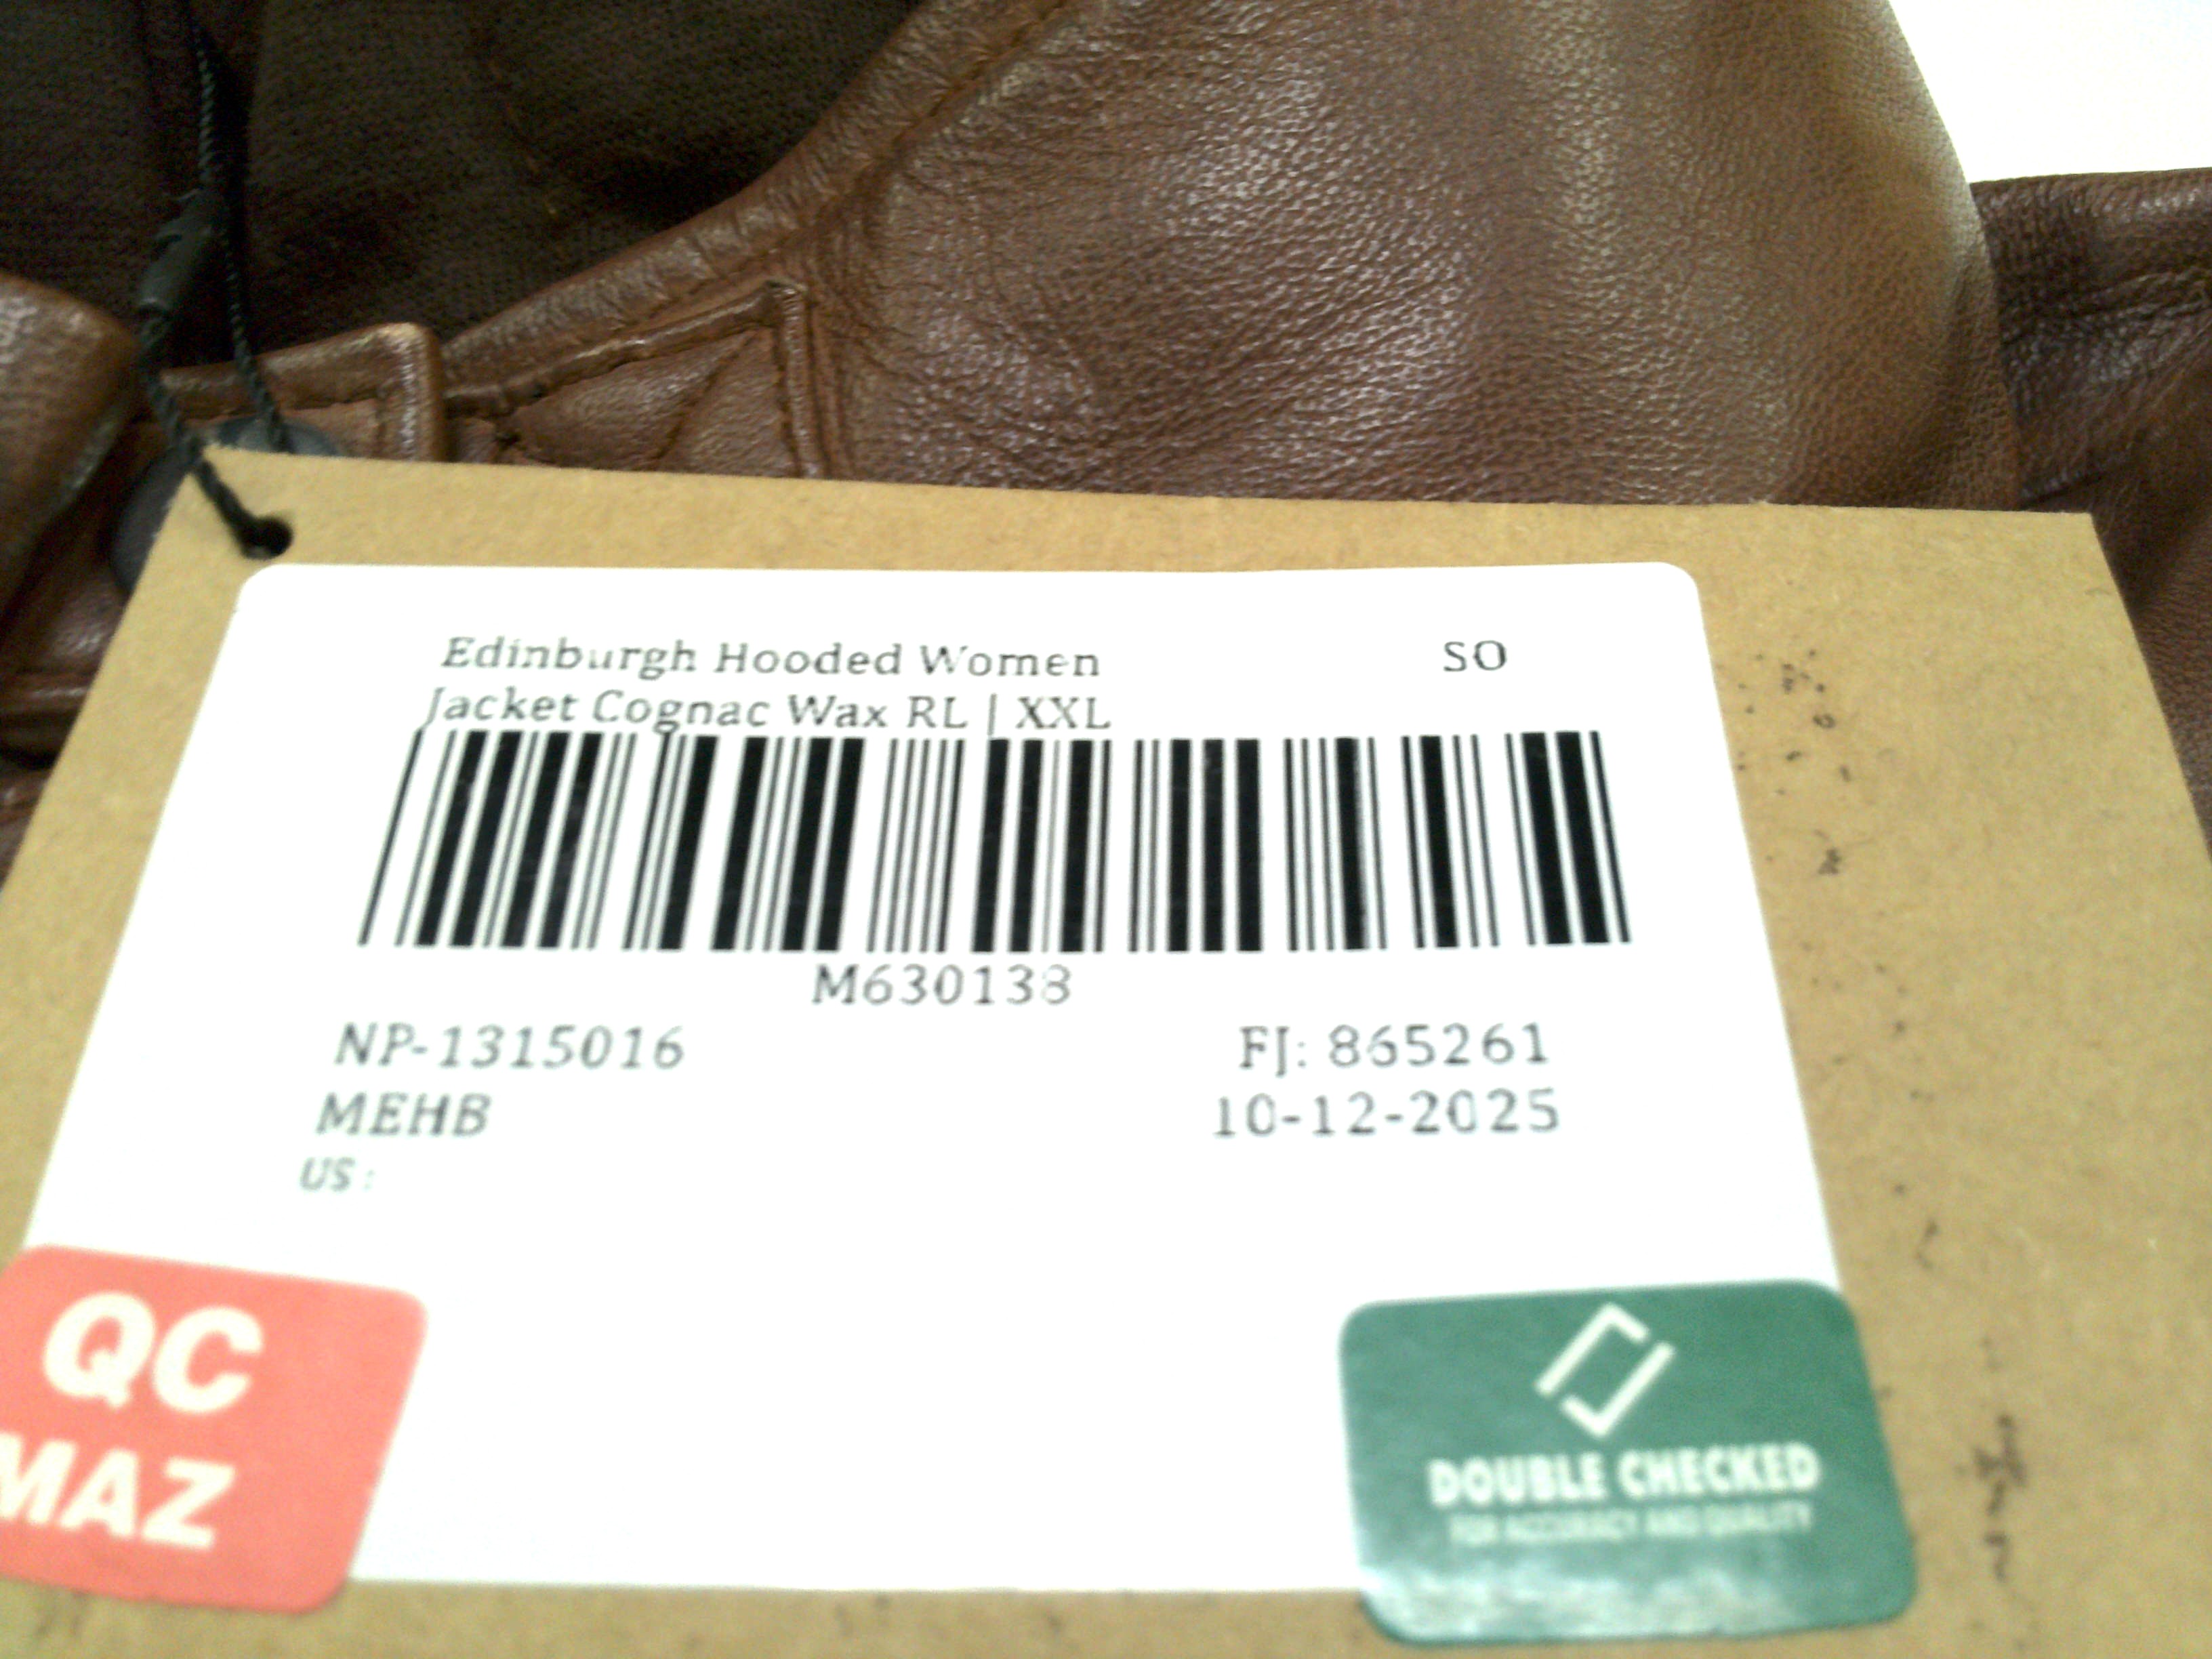 Edinburgh Hooded Women SO
Jacket Cognac Wax RL | XXL
M630138
NP-1315016 FJ: 865261
MEHB 10-12-2025
US :
QC
MAZ
DOUBLE CHECKED
FOR ACCURACY AND QUALITY